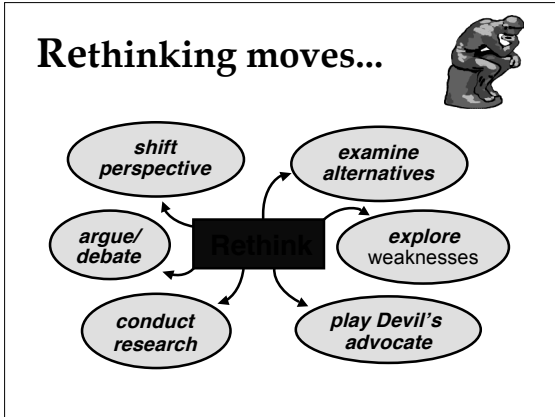 Rethinking moves...
shift
perspective
examine
alternatives
argue/
debate
Rethink
explore
weaknesses
conduct
research
play Devil's
advocate